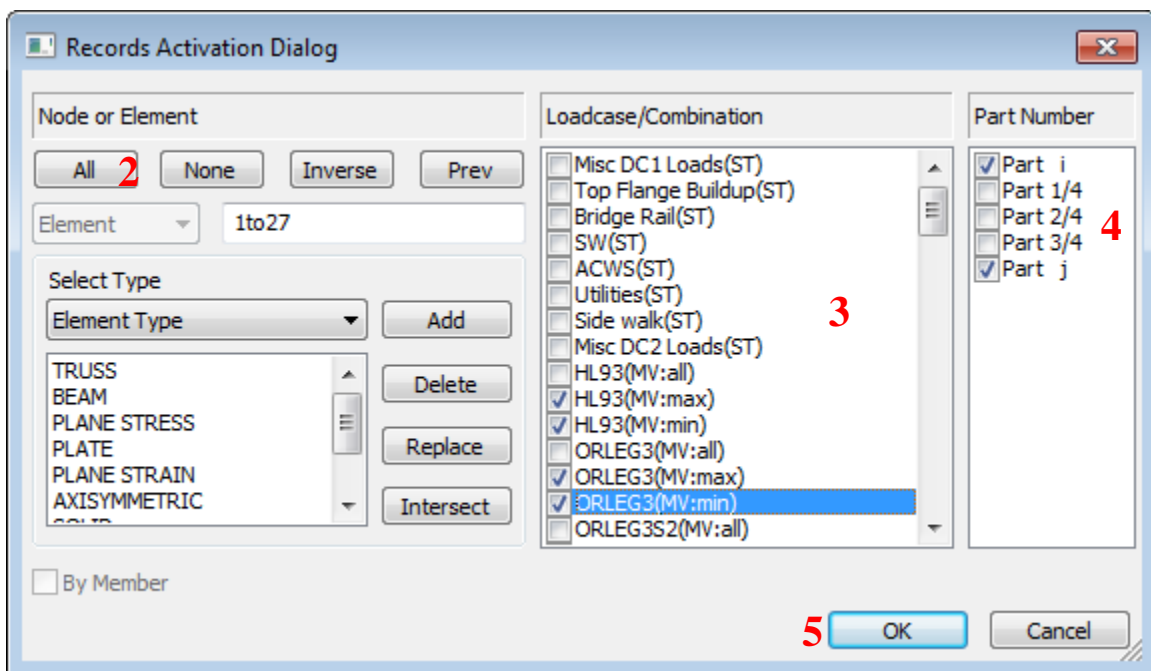 Records Activation Dialog
Node or Element
All 2 None Inverse Prev
Element 1to27
Select Type
Element Type Add
TRUSS
BEAM
PLANE STRESS
PLATE
PLANE STRAIN
AXISYMMETRIC
Delete
Replace
Intersect
Loadcase/Combination
Misc DC1 Loads(ST)
Top Flange Buildup(ST)
Bridge Rail(ST)
SW(ST)
ACWS(ST)
Utilities(ST)
Side walk(ST)
Misc DC2 Loads(ST)
HL93(MV:all)
HL93(MV:max)
HL93(MV:min)
ORLEG3(MV:all)
ORLEG3(MV:max)
ORLEG3(MV:min)
ORLEG3S2(MV:all)
3
Part Number
Part i
Part 1/4
Part 2/4
Part 3/4
Part j
4
By Member
5 OK Cancel